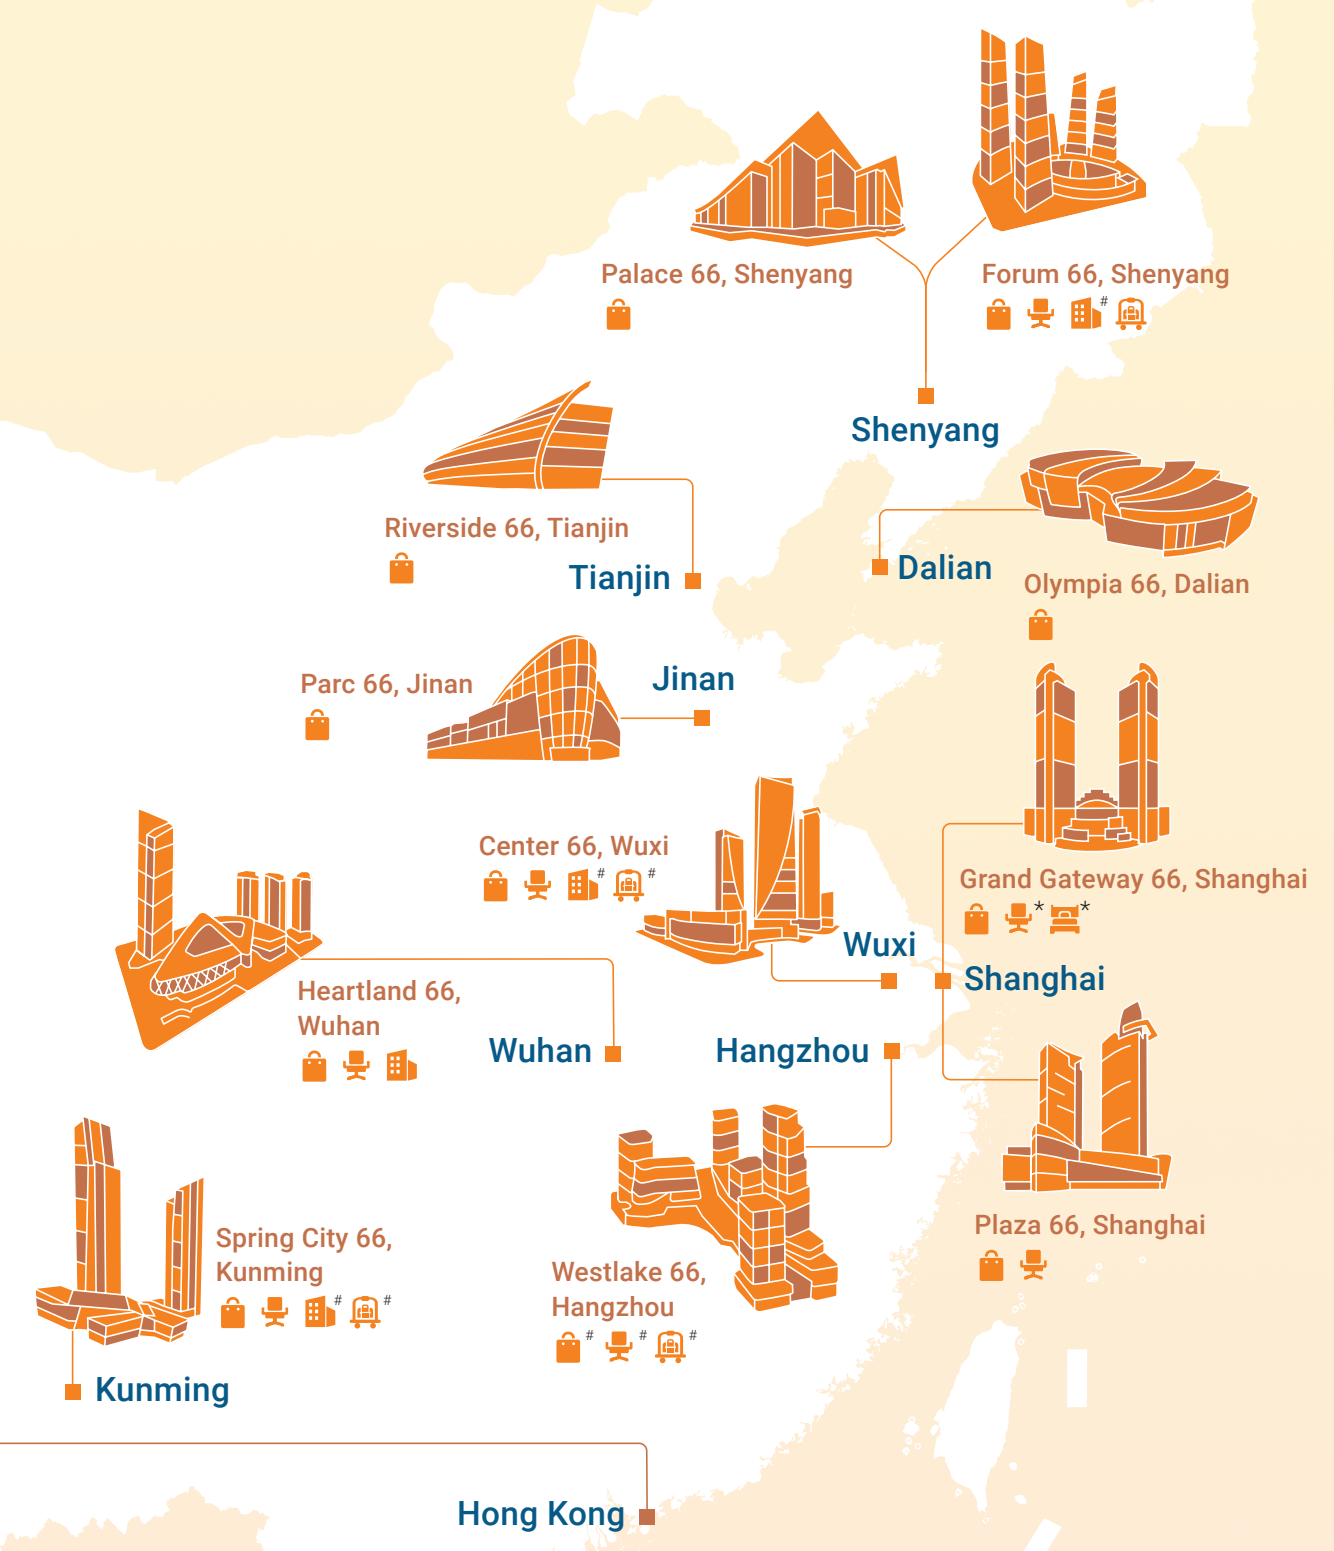 Palace 66, Shenyang
Forum 66, Shenyang
#
Shenyang
Riverside 66, Tianjin
Tianjin
Dalian
Olympia 66, Dalian
Parc 66, Jinan
Jinan
Center 66, Wuxi
# #
Grand Gateway 66, Shanghai
* *
Wuxi
Shanghai
Heartland 66,
Wuhan
Wuhan
Hangzhou
Plaza 66, Shanghai
Spring City 66,
Kunming
# #
Westlake 66,
Hangzhou
# # #
Kunming
Hong Kong